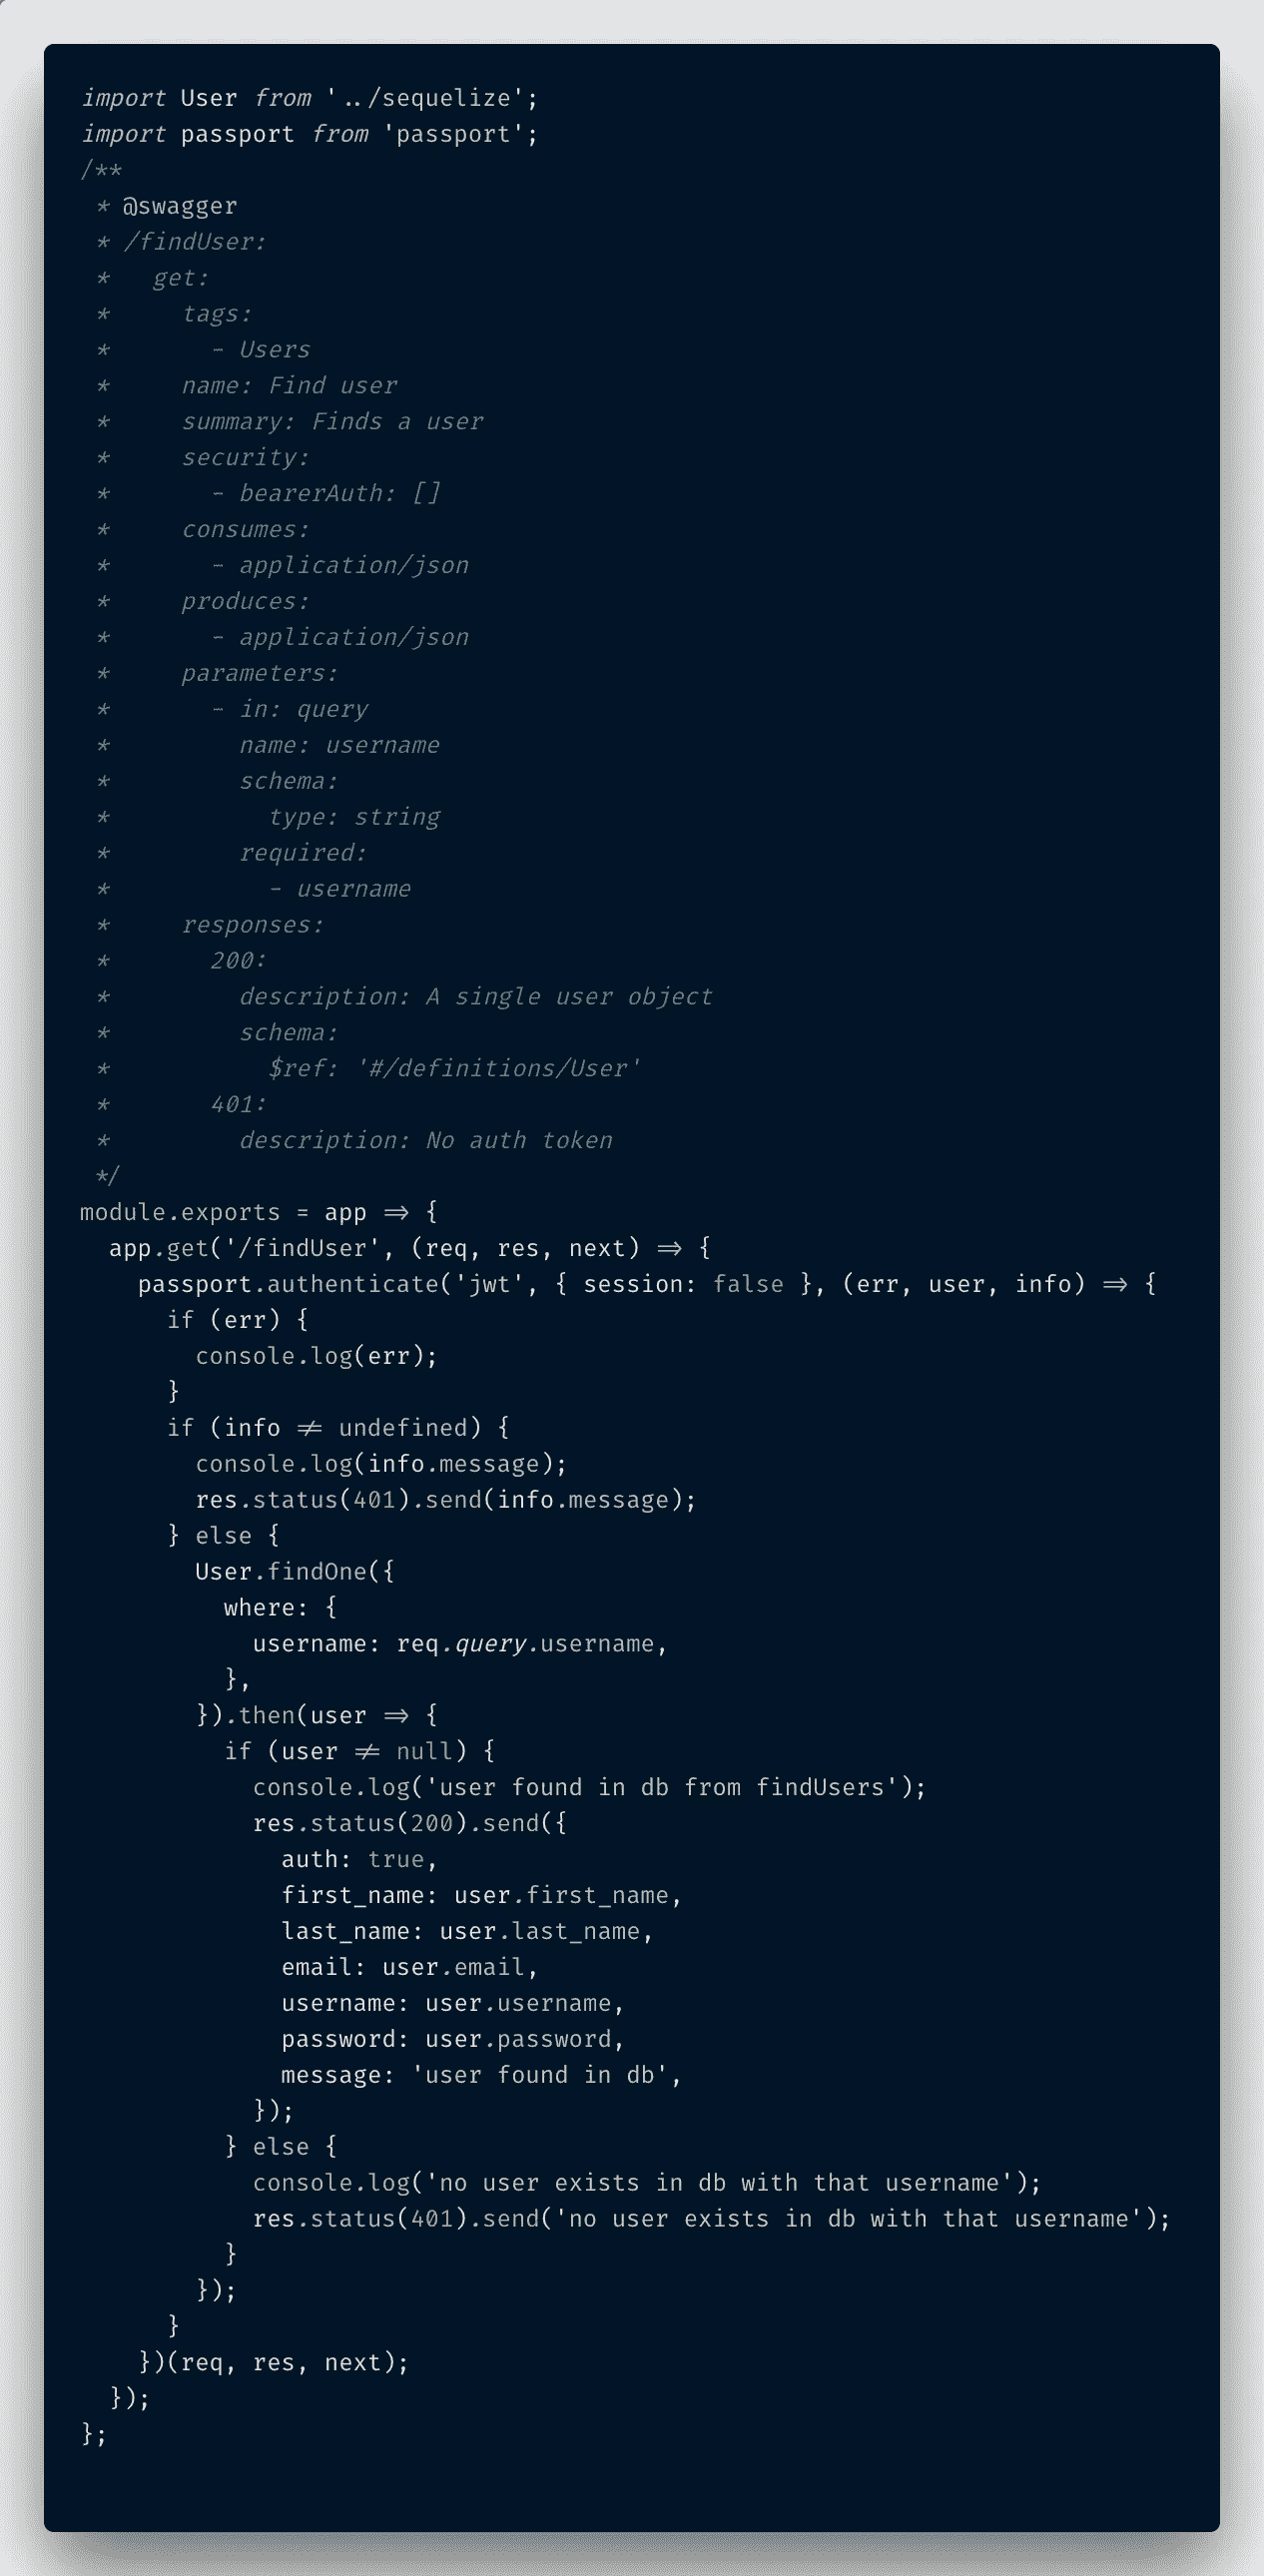 import User from '../sequelize';
import passport from 'passport';
/**
 * @swagger
 * /findUser:
 *   get:
 *     tags:
 *       - Users
 *     name: Find user
 *     summary: Finds a user
 *     security:
 *       - bearerAuth: []
 *     consumes:
 *       - application/json
 *     produces:
 *       - application/json
 *     parameters:
 *       - in: query
 *         name: username
 *         schema:
 *           type: string
 *         required:
 *           - username
 *     responses:
 *       200:
 *         description: A single user object
 *         schema:
 *           $ref: '#/definitions/User'
 *       401:
 *         description: No auth token
 */
module.exports = app => {
  app.get('/findUser', (req, res, next) => {
    passport.authenticate('jwt', { session: false }, (err, user, info) => {
      if (err) {
        console.log(err);
      }
      if (info != undefined) {
        console.log(info.message);
        res.status(401).send(info.message);
      } else {
        User.findOne({
          where: {
            username: req.query.username,
          },
        }).then(user => {
          if (user != null) {
            console.log('user found in db from findUsers');
            res.status(200).send({
              auth: true,
              first_name: user.first_name,
              last_name: user.last_name,
              email: user.email,
              username: user.username,
              password: user.password,
              message: 'user found in db',
            });
          } else {
            console.log('no user exists in db with that username');
            res.status(401).send('no user exists in db with that username');
          }
        });
      }
    })(req, res, next);
  });
};